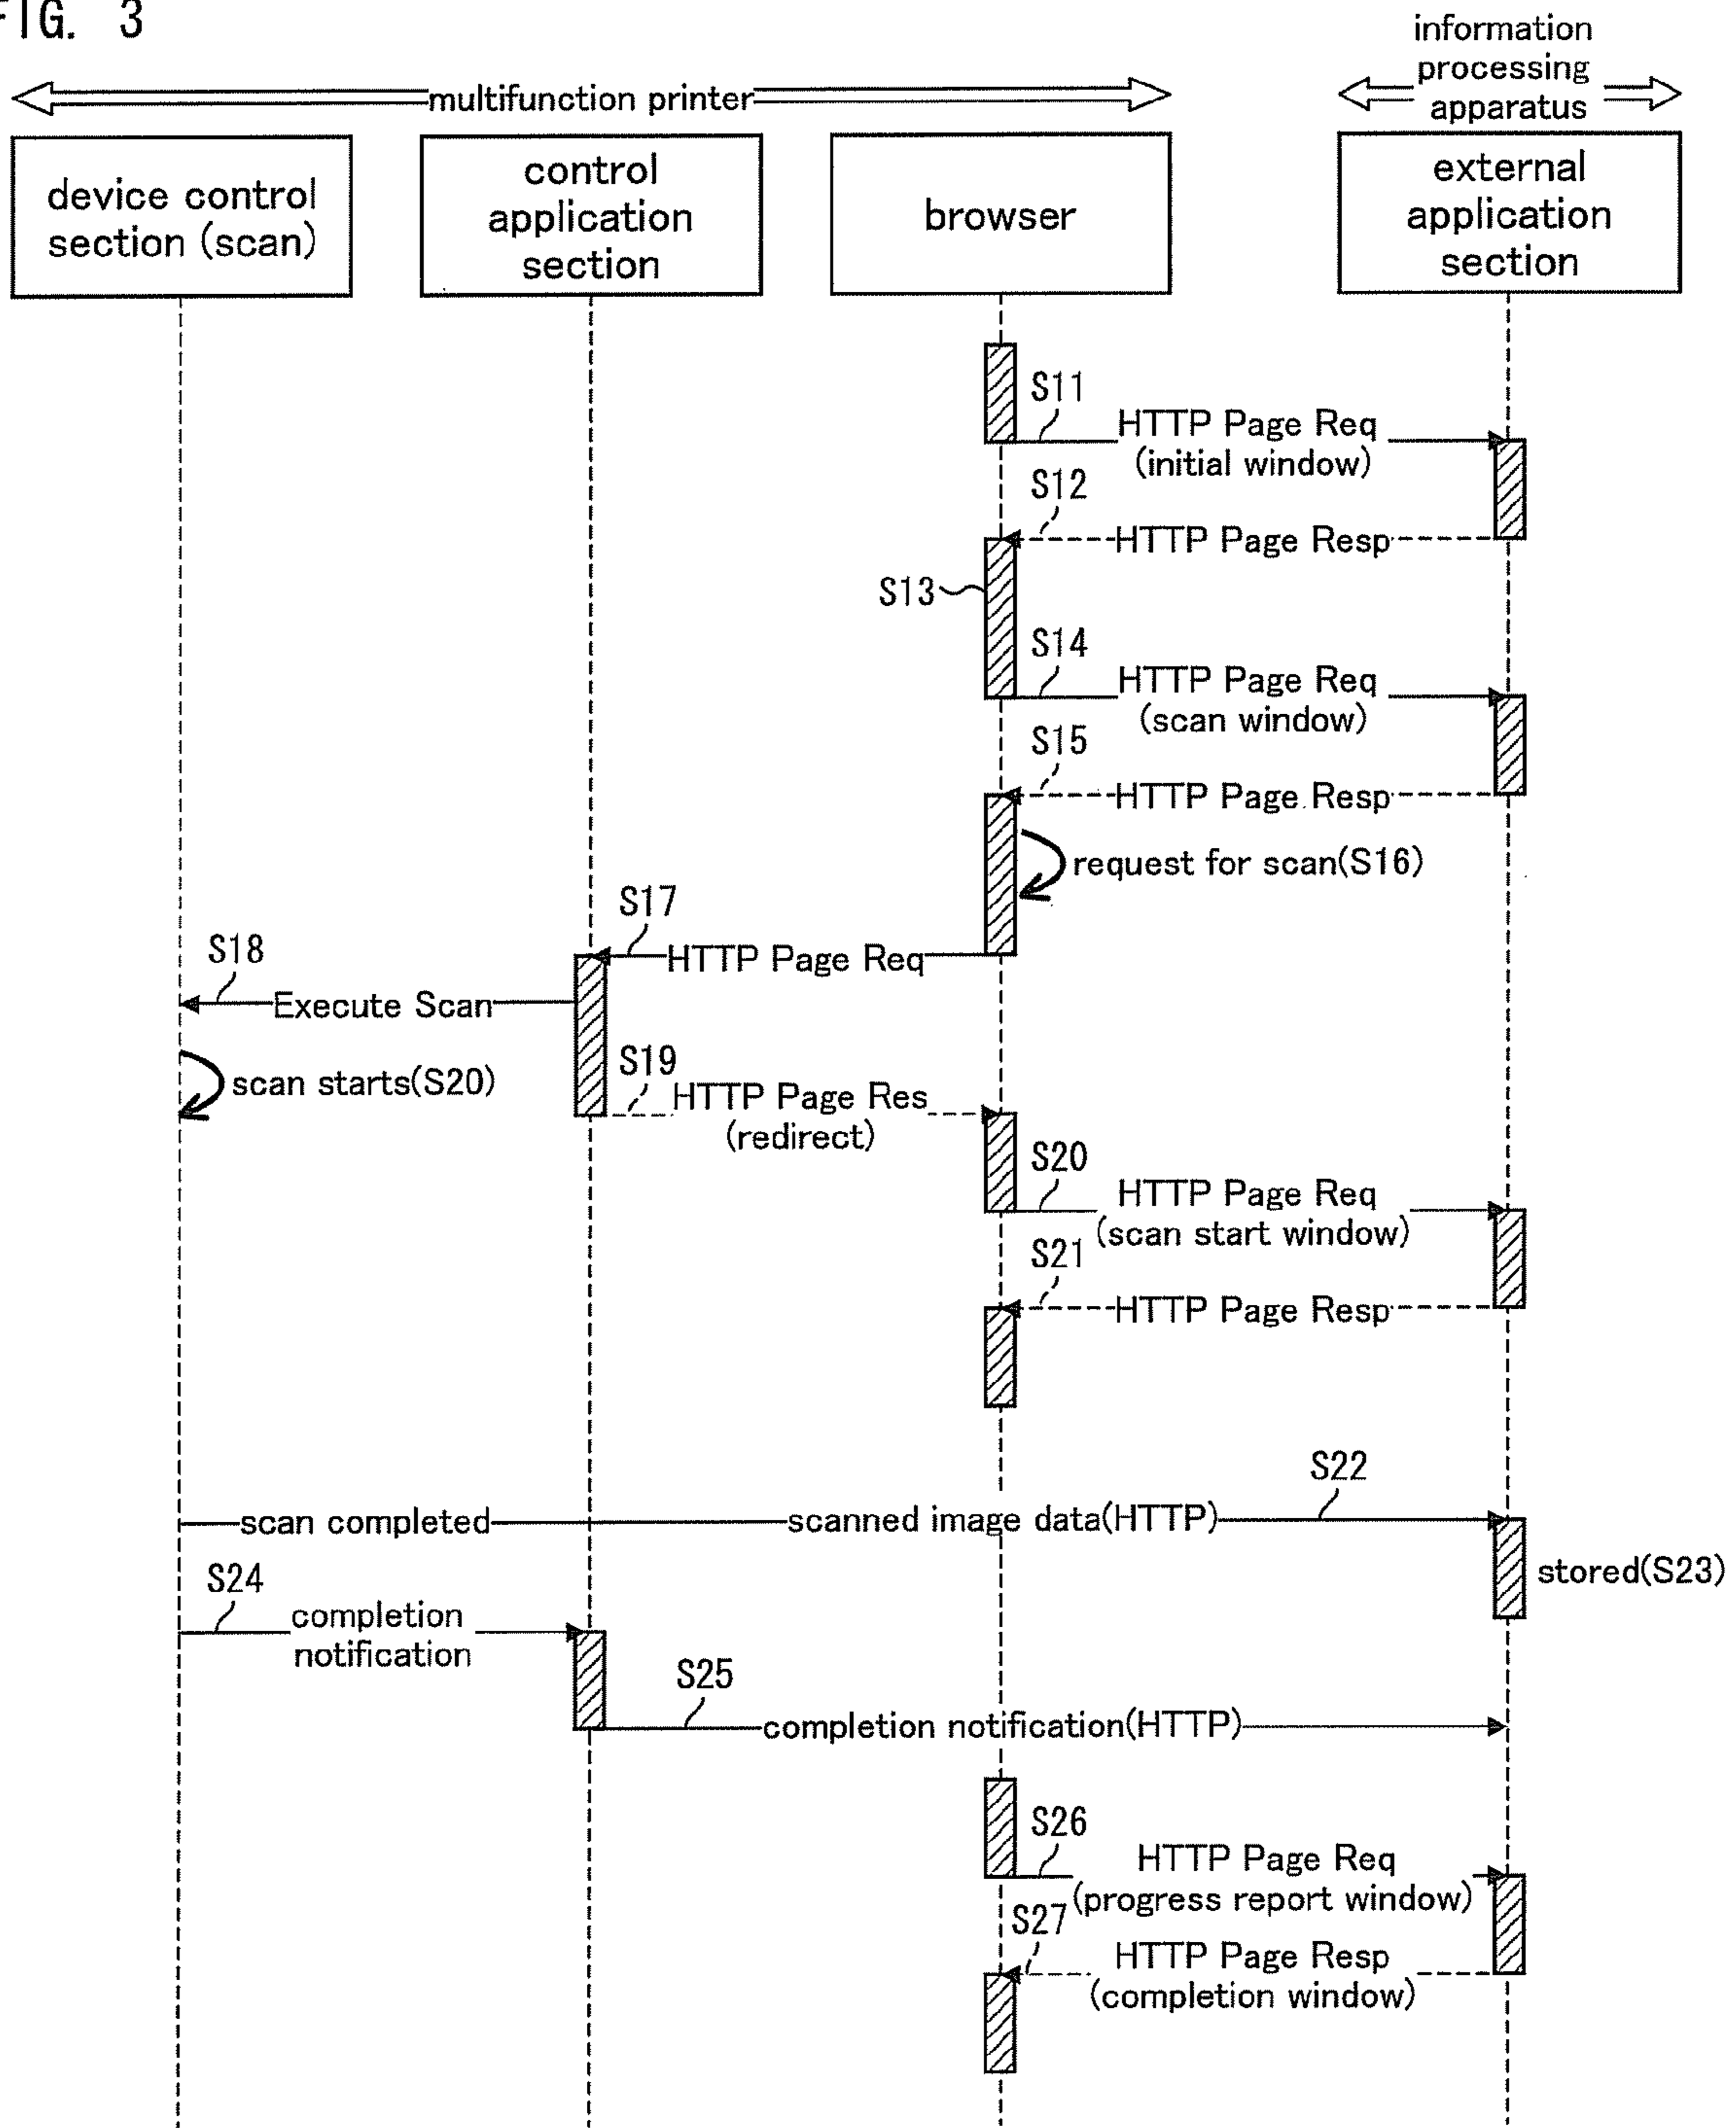 FIG. 3
information
processing
apparatus
multifunction printer
device control
section (scan)
control
application
section
browser
external
application
section
S11
HTTP Page Req
(initial window)
S12
HTTP Page Resp
S13
S14
HTTP Page Req
(scan window)
S15
HTTP Page Resp
request for scan(S16)
S17
HTTP Page Req
S18
Execute Scan
scan starts(S20)
S19
HTTP Page Res
(redirect)
S20
HTTP Page Req
(scan start window)
S21
HTTP Page Resp
S22
scan completed
scanned image data(HTTP)
stored(S23)
S24
completion
notification
S25
completion notification(HTTP)
S26
HTTP Page Req
(progress report window)
S27
HTTP Page Resp
(completion window)